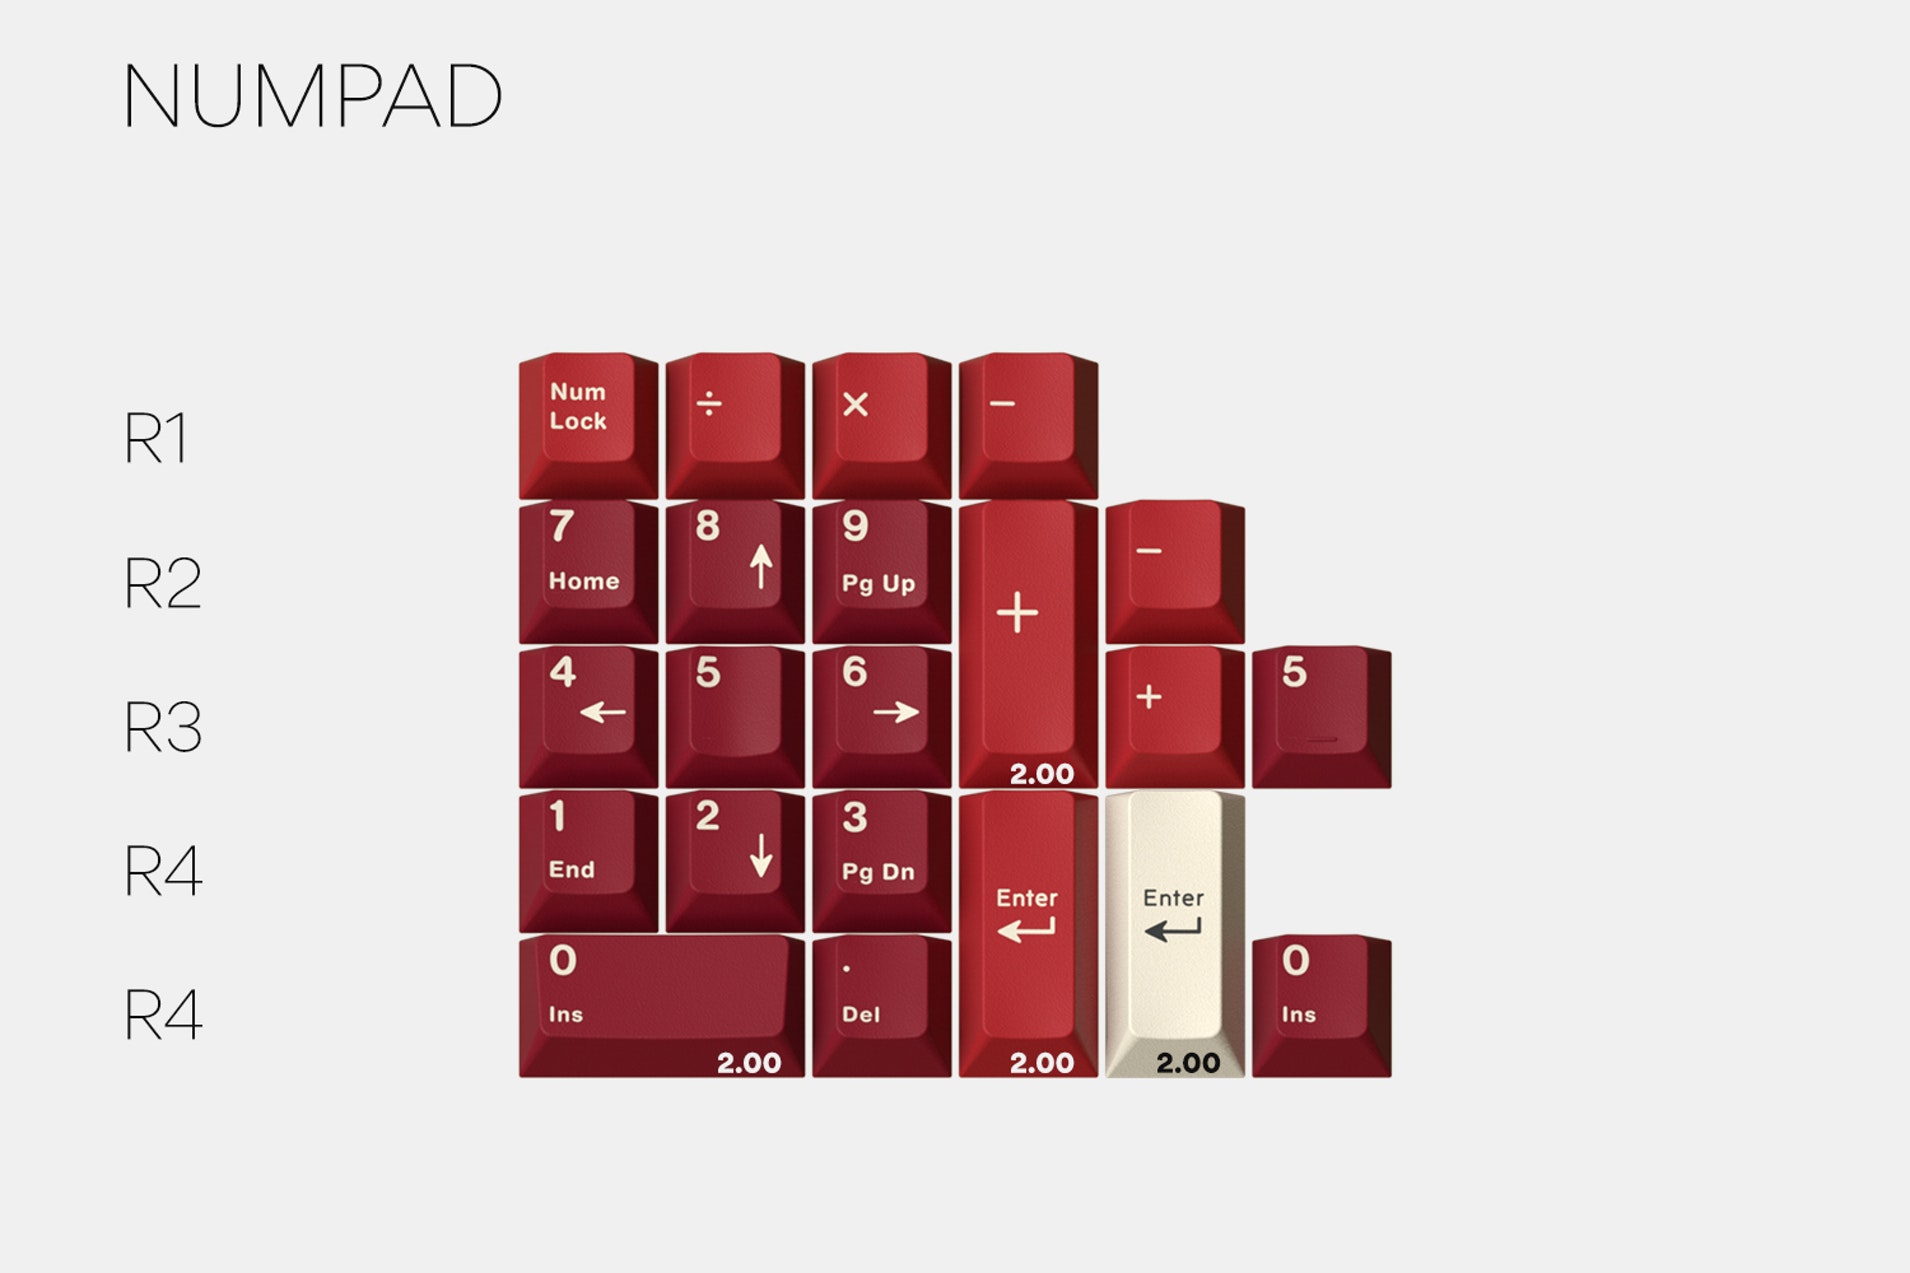 NUMPAD
R1
Num
Lock
÷
×
−
R2
7
Home
8
↑
9
Pg Up
+
2.00
−
R3
4
←
5
6
→
+
5
R4
1
End
2
↓
3
Pg Dn
Enter
←
2.00
Enter
←
2.00
R4
0
Ins
2.00
.
Del
0
Ins